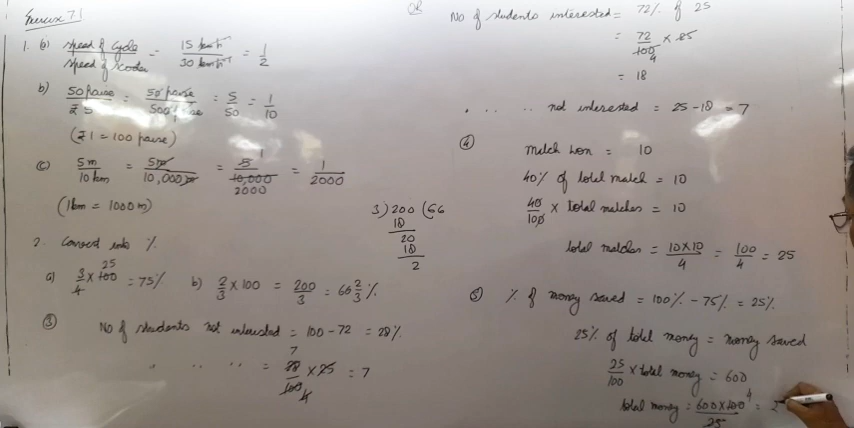 Exercise 7.1
1. (a) speed of cycle / speed of scooter = 15 kmh⁻¹ / 30 kmh⁻¹ = 1/2
b) 50 paise / ₹ 5 = 50 paise / 500 paise = 5/50 = 1/10
(₹1 = 100 paise)
(c) 5m / 10 km = 5m / 10,000 m = 5 / 10,000 = 1 / 2000
1
2000
(1km = 1000 m)
3) 200 (66
18
20
18
2
2. Convert into %
a) 3/4 × 100 = 75% b) 2/3 × 100 = 200/3 = 66 2/3 %
25
③ No of students not interested = 100 - 72 = 28%
" " " = 28/100 × 25 = 7
7
4
OR
No of students interested = 72% of 25
= 72/100 × 25
4
= 18
" " " not interested = 25 - 18 = 7
④ Match won = 10
40% of total match = 10
40/100 × total matches = 10
total matches = 10×10 / 4 = 100/4 = 25
⑤ % of money saved = 100% - 75% = 25%
25% of total money = money saved
25/100 × total money = 600
total money = 600 × 100 / 25 = 2
4